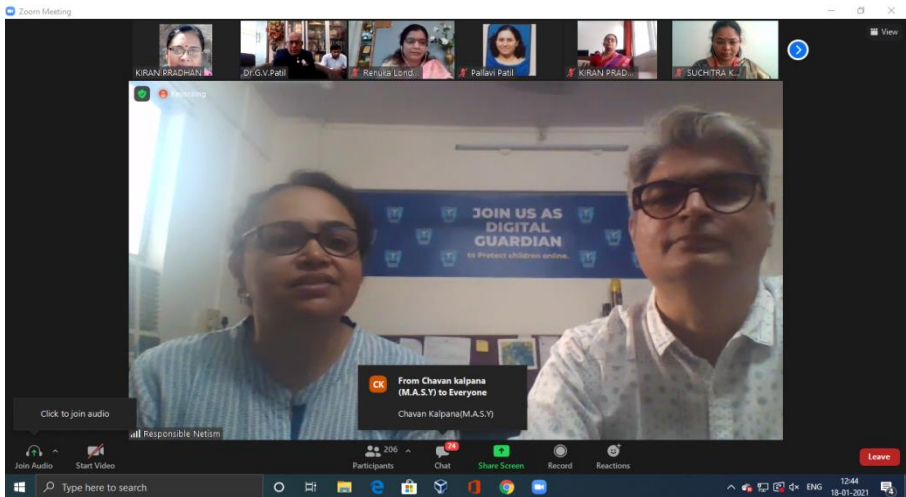 Zoom Meeting
View
KIRAN PRADHAN
Dr.G.V.Patil
Renuka Lond...
Pallavi Patil
KIRAN PRAD...
SUCHITRA K...
Recording
JOIN US AS
DIGITAL
GUARDIAN
to Protect children online.
CK
From Chavan kalpana
(M.A.S.Y) to Everyone
Chavan Kalpana(M.A.S.Y)
Click to join audio
Responsible Netism
206
24
Join Audio
Start Video
Participants
Chat
Share Screen
Record
Reactions
Leave
Type here to search
ENG
12:44
18-01-2021
4